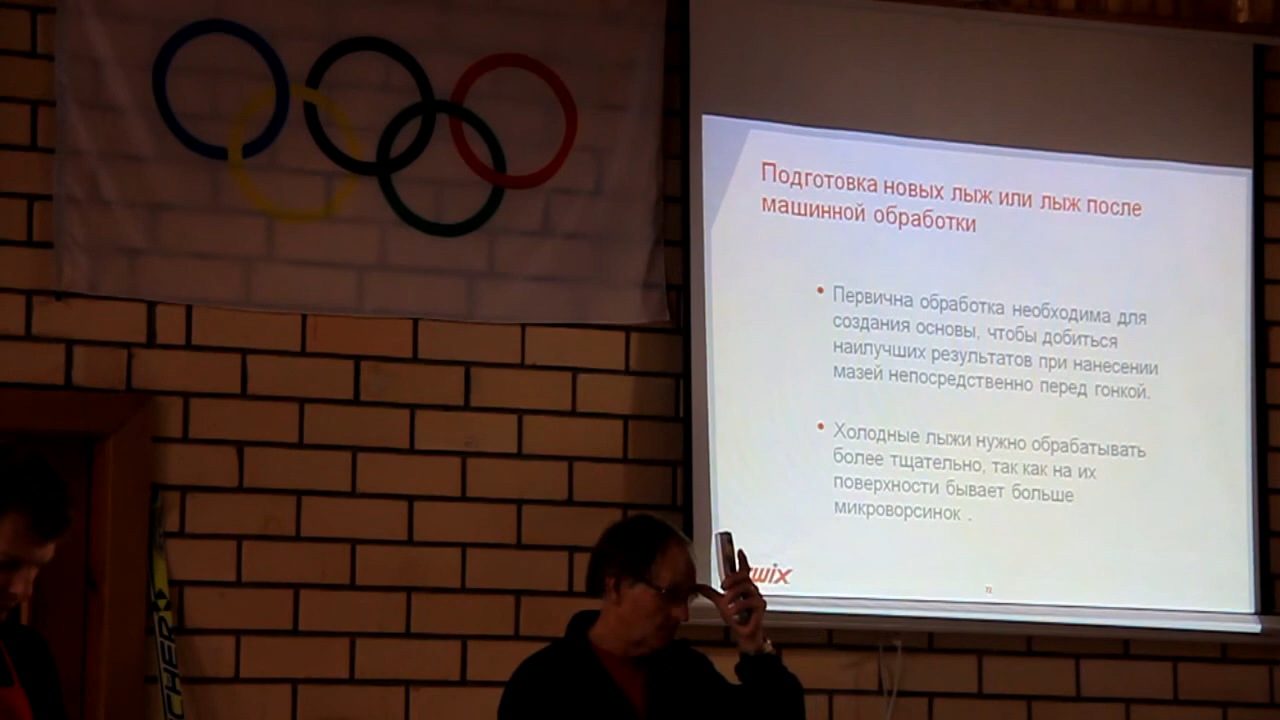 Подготовка новых лыж или лыж после
машинной обработки
Первична обработка необходима для
создания основы, чтобы добиться
наилучших результатов при нанесении
мазей непосредственно перед гонкой.
Холодные лыжи нужно обрабатывать
более тщательно, так как на их
поверхности бывает больше
микроворсинок .
wix
CHER